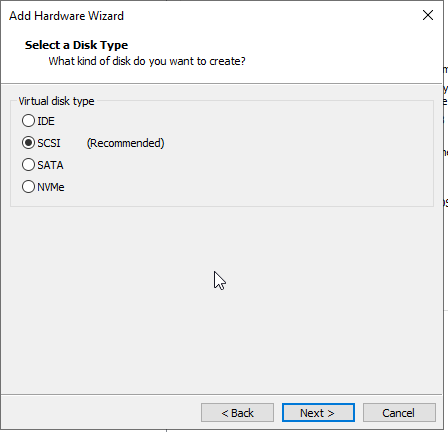 Add Hardware Wizard
Select a Disk Type
What kind of disk do you want to create?
Virtual disk type
IDE
SCSI (Recommended)
SATA
NVMe
< Back Next > Cancel